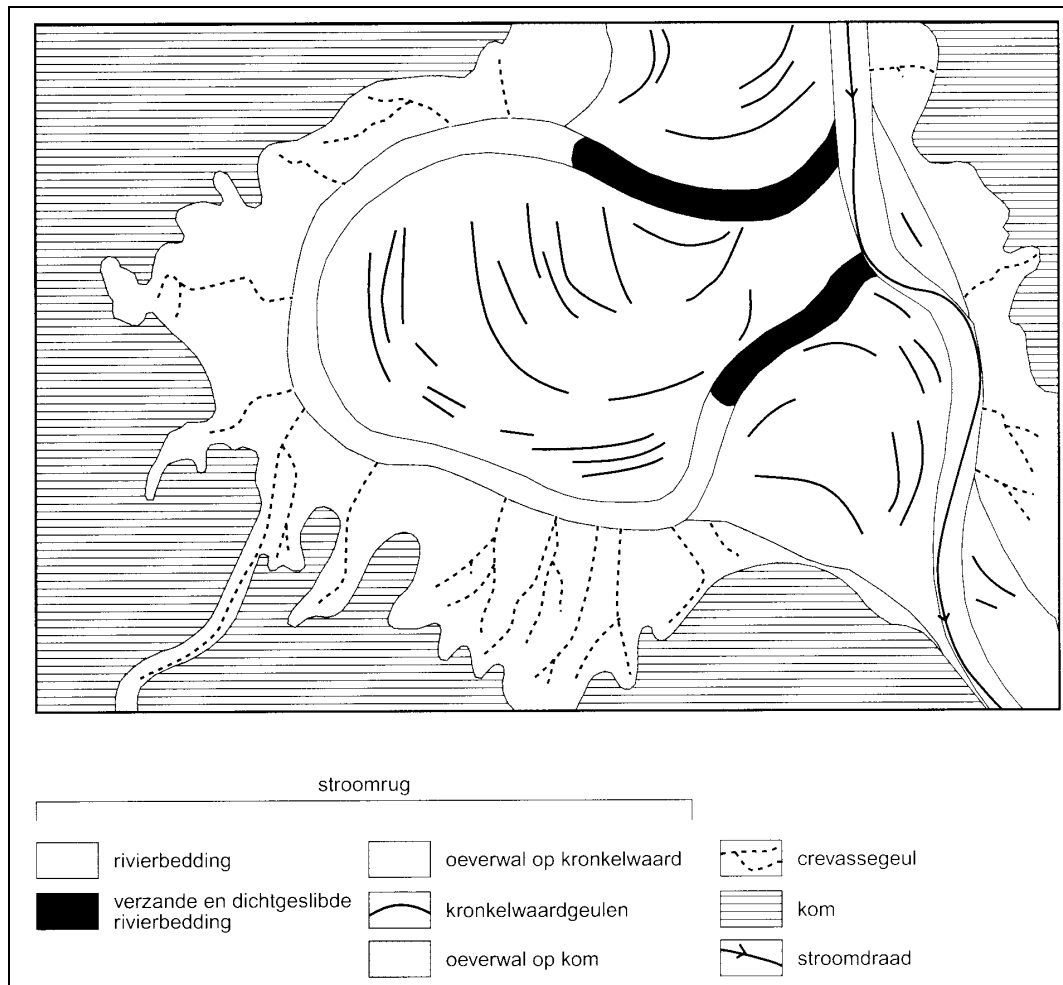 stroomrug
rivierbedding
verzande en dichtgeslibde
rivierbedding
oeverwal op kronkelwaard
kronkelwaardgeulen
oeverwal op kom
crevassegeul
kom
stroomdraad